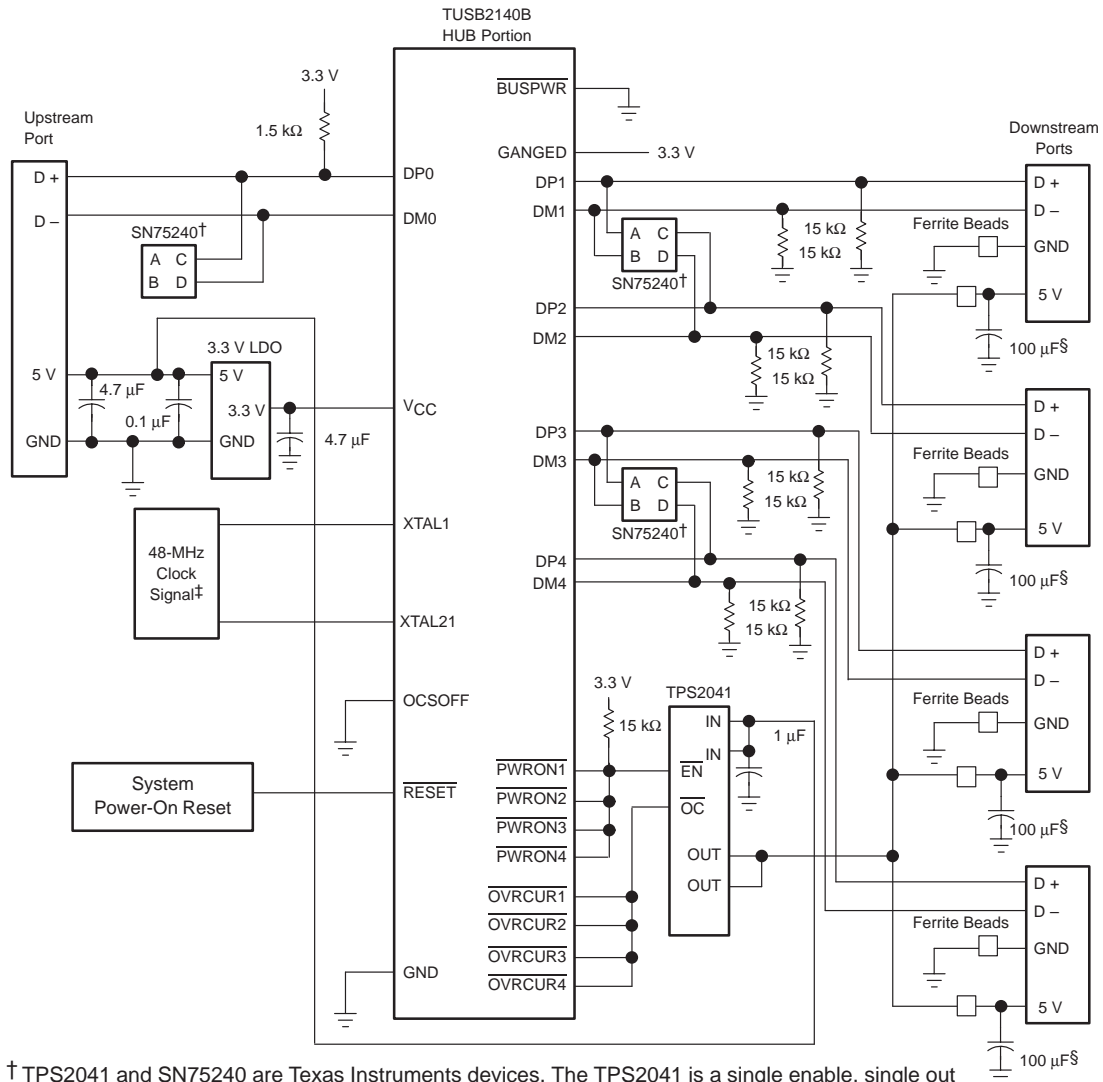 TUSB2140B
HUB Portion
3.3 V
BUSPWR
Upstream
Port
1.5 kΩ
Downstream
Ports
GANGED
3.3 V
D +
DP0
DP1
D +
D –
DM0
DM1
D –
SN75240†
A C
B D
A C
B D
SN75240†
15 kΩ
15 kΩ
Ferrite Beads
GND
5 V
DP2
100 µF§
DM2
15 kΩ
15 kΩ
3.3 V LDO
5 V
5 V
4.7 µF
0.1 µF
3.3 V
VCC
GND
GND
4.7 µF
D +
D –
DP3
DM3
Ferrite Beads
GND
A C
B D
SN75240†
15 kΩ
15 kΩ
5 V
100 µF§
48-MHz
Clock
Signal‡
XTAL1
XTAL21
DP4
DM4
15 kΩ
15 kΩ
D +
D –
OCSOFF
3.3 V
15 kΩ
TPS2041
IN
IN
1 µF
Ferrite Beads
GND
System
Power-On Reset
RESET
PWRON1
PWRON2
PWRON3
PWRON4
EN
OC
OUT
OUT
5 V
100 µF§
OVRCUR1
OVRCUR2
OVRCUR3
OVRCUR4
GND
D +
D –
Ferrite Beads
GND
5 V
100 µF§
† TPS2041 and SN75240 are Texas Instruments devices. The TPS2041 is a single enable, single out